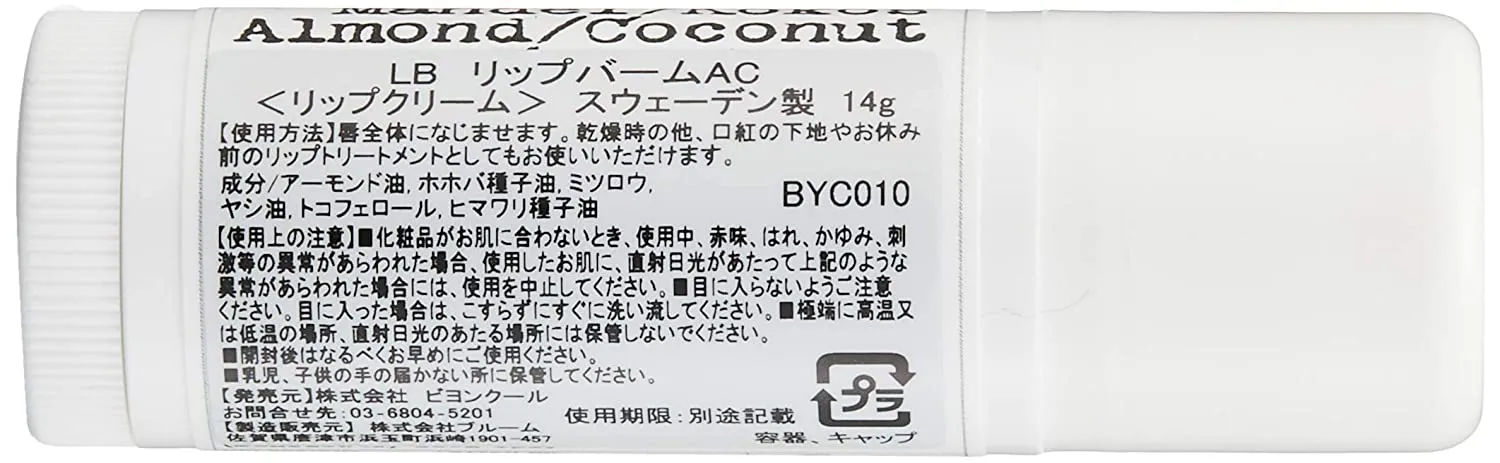 Mandel/Kokos
Almond/Coconut
LB リップバームAC
＜リップクリーム＞ スウェーデン製 14g
【使用方法】唇全体になじませます。乾燥時の他、口紅の下地やお休み
前のリップトリートメントとしてもお使いいただけます。
成分/アーモンド油,ホホバ種子油,ミツロウ,
ヤシ油,トコフェロール,ヒマワリ種子油
BYC010
【使用上の注意】■化粧品がお肌に合わないとき、使用中、赤味、はれ、かゆみ、刺
激等の異常があらわれた場合、使用したお肌に、直射日光があたって上記のような
異常があらわれた場合には、使用を中止してください。■目に入らないようご注意
ください。目に入った場合は、こすらずにすぐに洗い流してください。■極端に高温又
は低温の場所、直射日光のあたる場所には保管しないでください。
■開封後はなるべくお早めにご使用ください。
■乳児、子供の手の届かない所に保管してください。
【発売元】株式会社 ビヨンクール
お問合せ先:03-6804-5201
【製造販売元】 株式会社ブルーム
佐賀県唐津市浜玉町浜崎1901-457
使用期限:別途記載
プラ
容器、キャップ